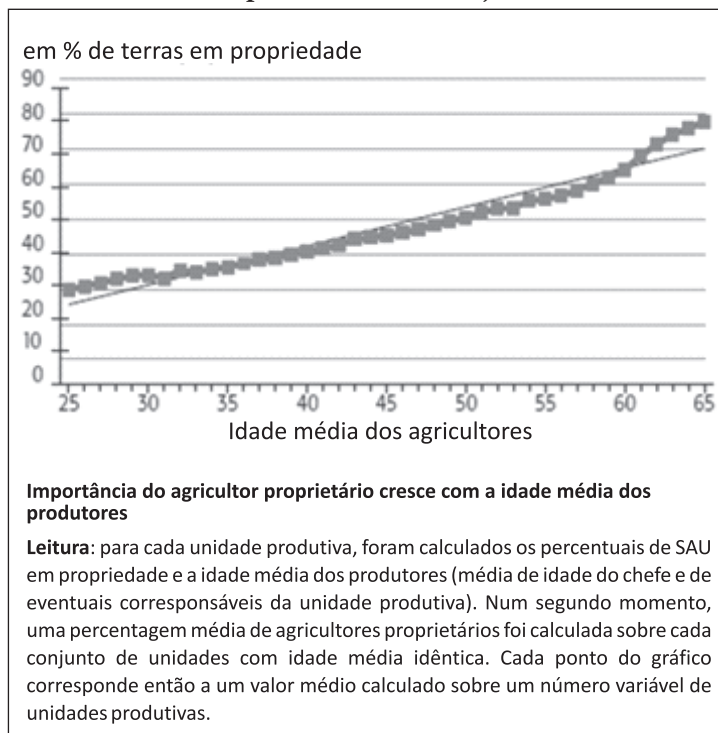 em % de terras em propriedade
90
80
70
60
50
40
30
20
10
0
25 30 35 40 45 50 55 60 65
Idade média dos agricultores
Importância do agricultor proprietário cresce com a idade média dos
produtores
Leitura: para cada unidade produtiva, foram calculados os percentuais de SAU
em propriedade e a idade média dos produtores (média de idade do chefe e de
eventuais corresponsáveis da unidade produtiva). Num segundo momento,
uma percentagem média de agricultores proprietários foi calculada sobre cada
conjunto de unidades com idade média idêntica. Cada ponto do gráfico
corresponde então a um valor médio calculado sobre um número variável de
unidades produtivas.